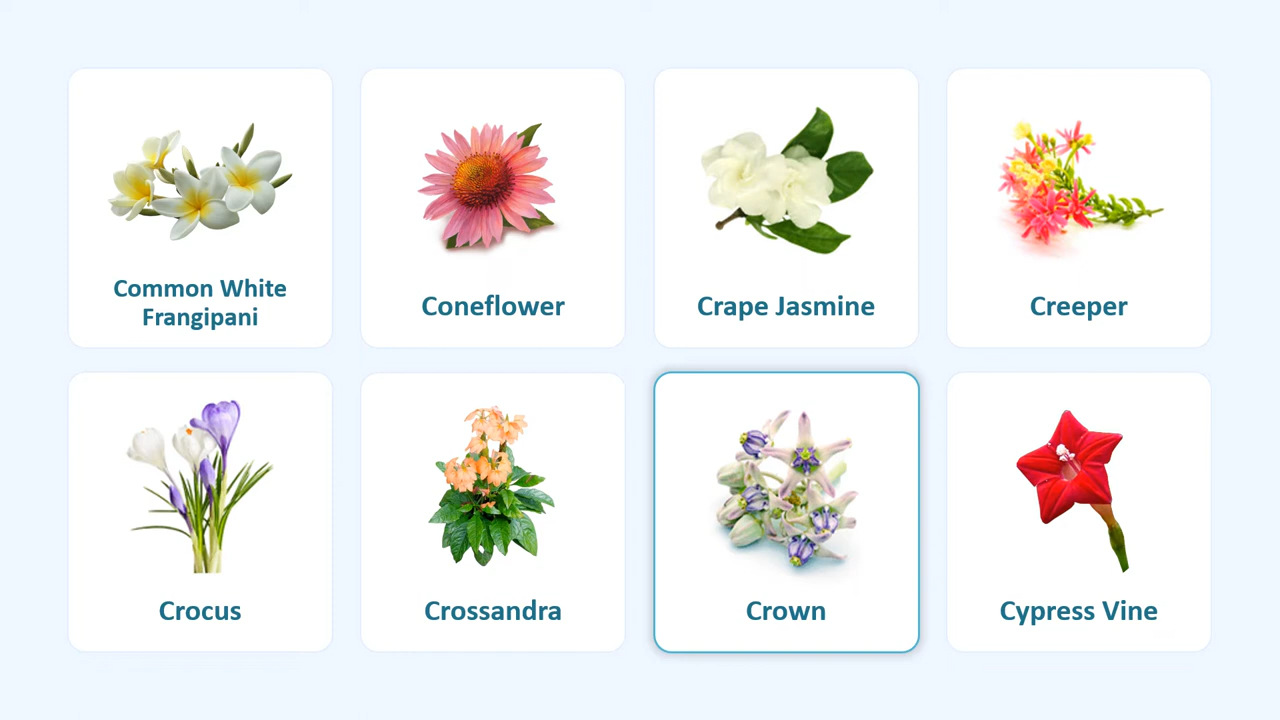 Common White
Frangipani
Coneflower
Crape Jasmine
Creeper
Crocus
Crossandra
Crown
Cypress Vine